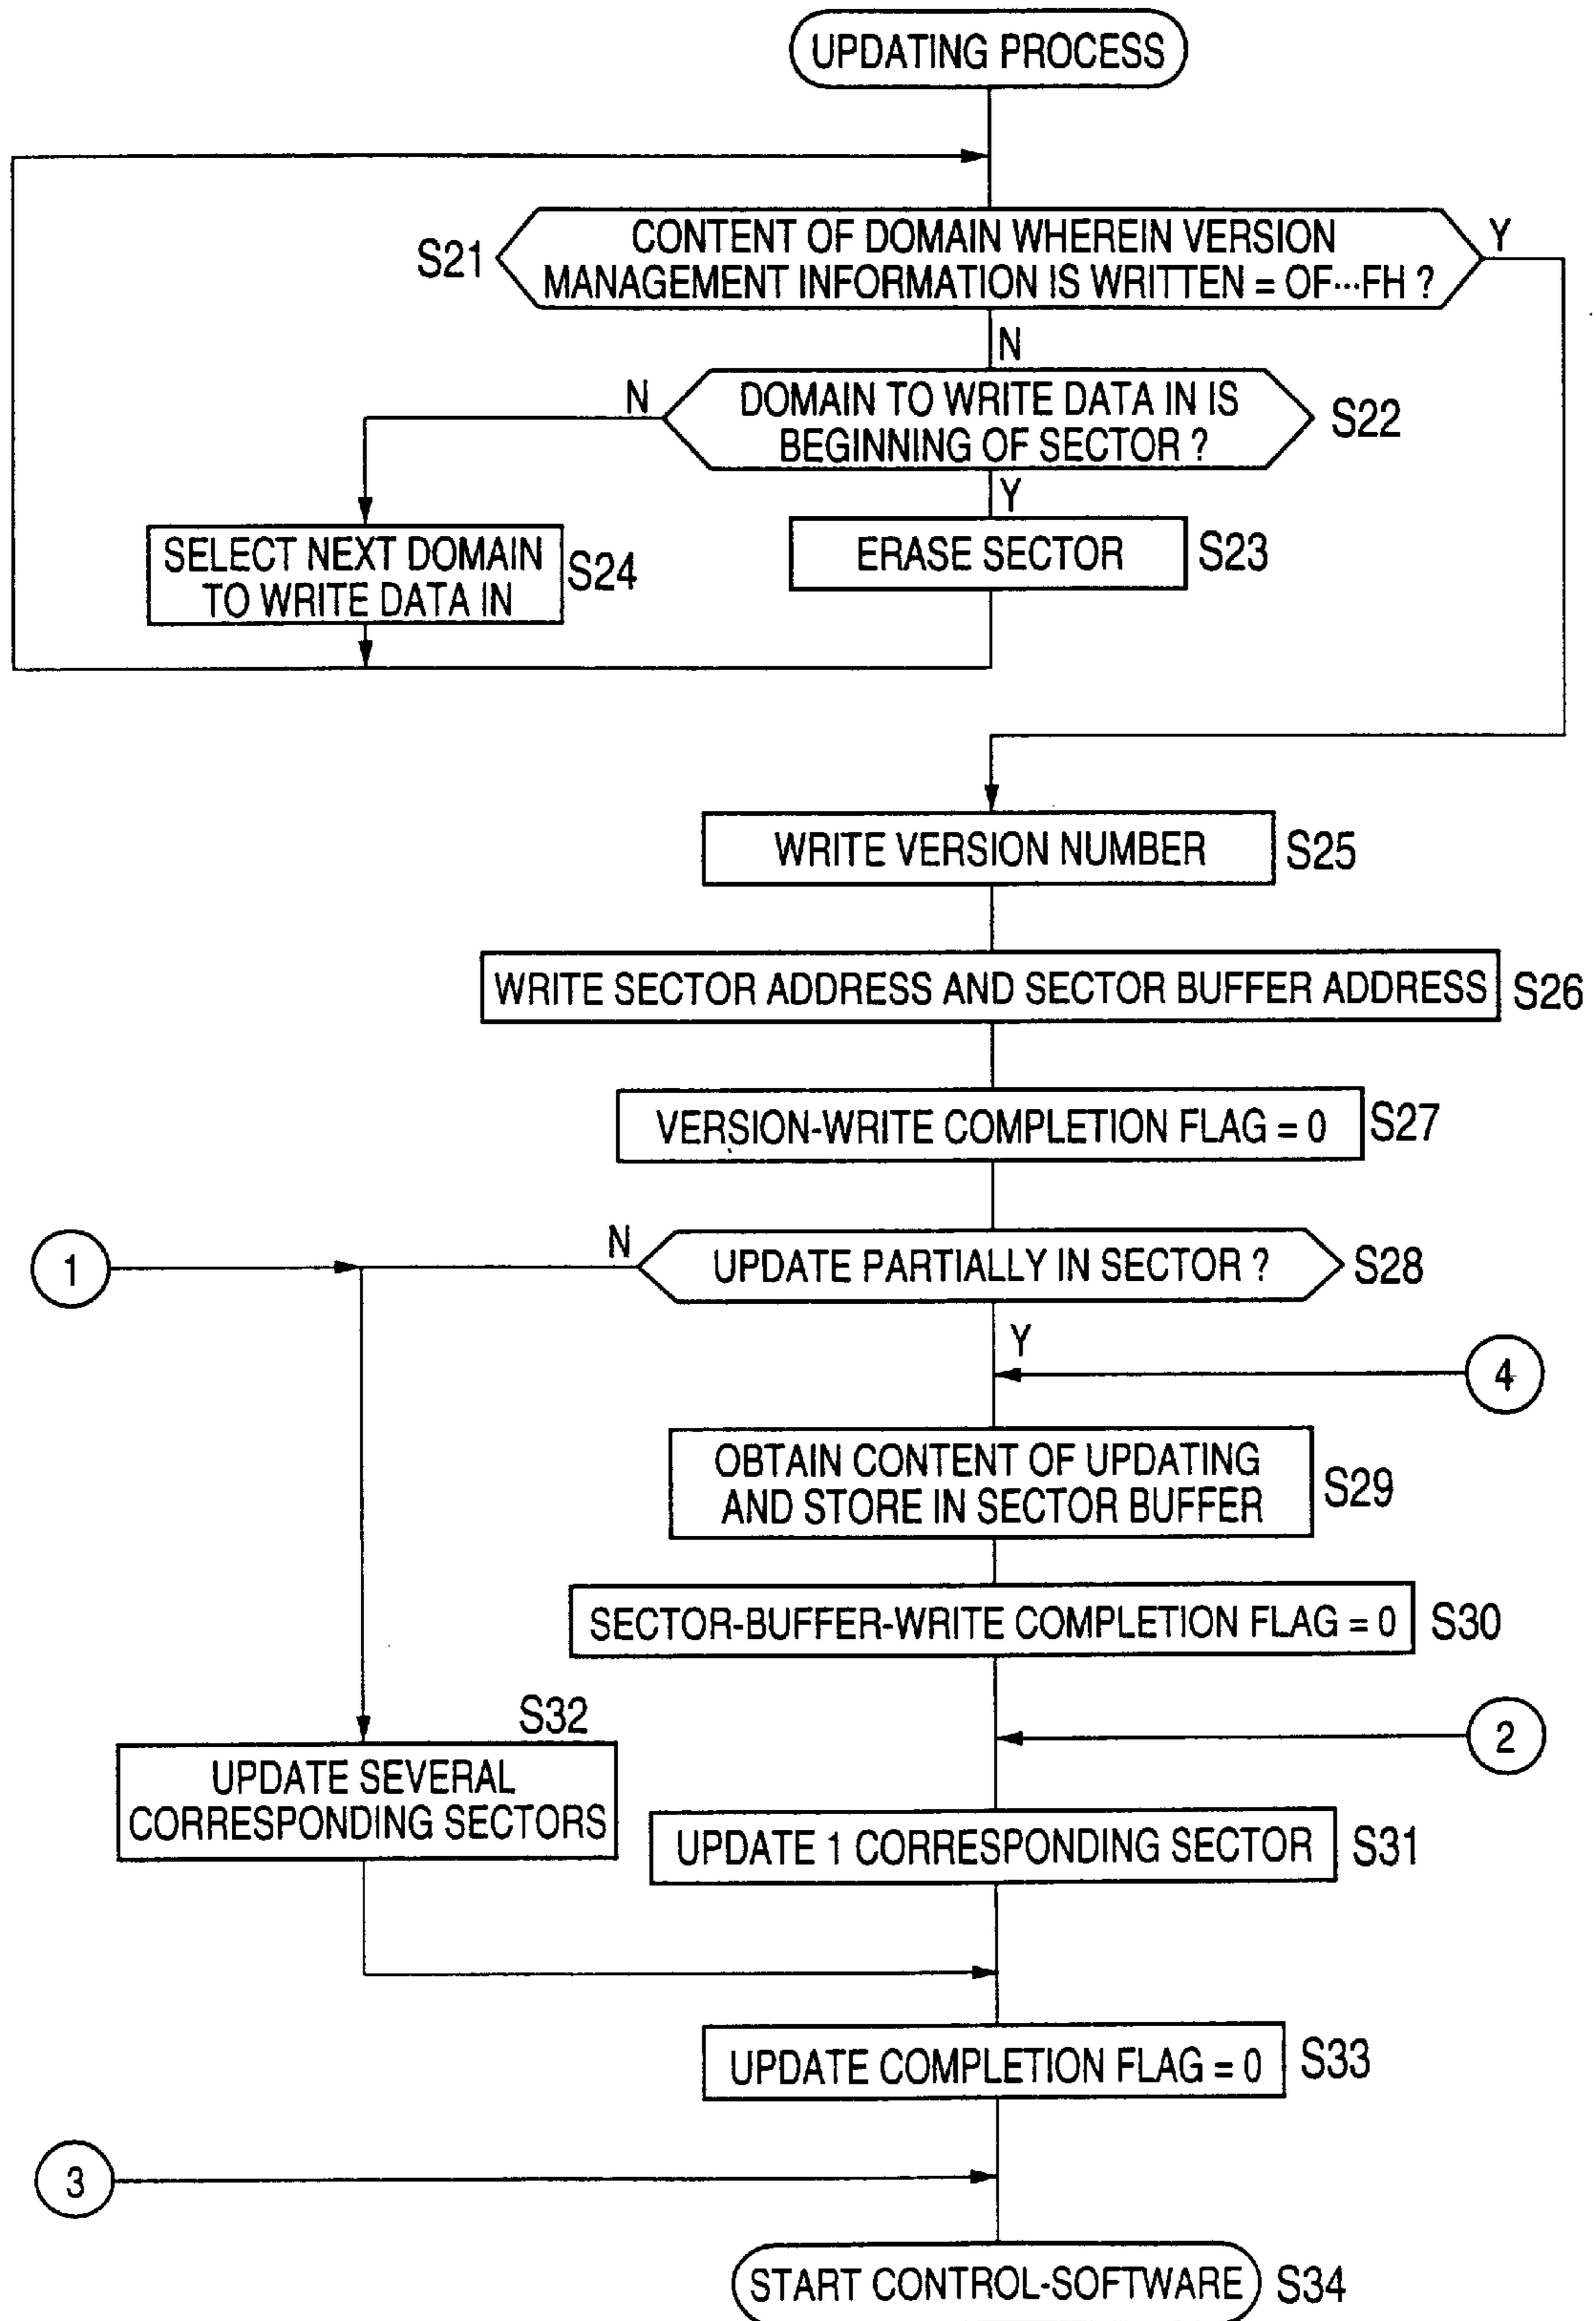 UPDATING PROCESS
S21
CONTENT OF DOMAIN WHEREIN VERSION
MANAGEMENT INFORMATION IS WRITTEN = OF···FH ?
Y
N
N
DOMAIN TO WRITE DATA IN IS
BEGINNING OF SECTOR ?
S22
Y
SELECT NEXT DOMAIN
TO WRITE DATA IN
S24
ERASE SECTOR
S23
WRITE VERSION NUMBER
S25
WRITE SECTOR ADDRESS AND SECTOR BUFFER ADDRESS
S26
VERSION-WRITE COMPLETION FLAG = 0
S27
1
N
UPDATE PARTIALLY IN SECTOR ?
S28
Y
4
OBTAIN CONTENT OF UPDATING
AND STORE IN SECTOR BUFFER
S29
SECTOR-BUFFER-WRITE COMPLETION FLAG = 0
S30
S32
2
UPDATE SEVERAL
CORRESPONDING SECTORS
UPDATE 1 CORRESPONDING SECTOR
S31
UPDATE COMPLETION FLAG = 0
S33
3
START CONTROL-SOFTWARE
S34